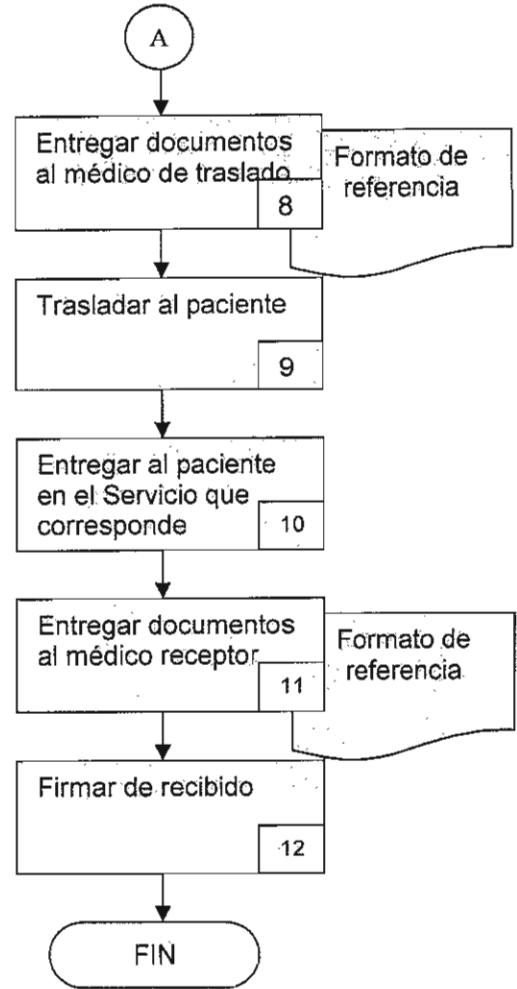 A
Entregar documentos
al médico de traslado
8
Formato de
referencia
Trasladar al paciente
9
Entregar al paciente
en el Servicio que
corresponde
10
Entregar documentos
al médico receptor
11
Formato de
referencia
Firmar de recibido
12
FIN